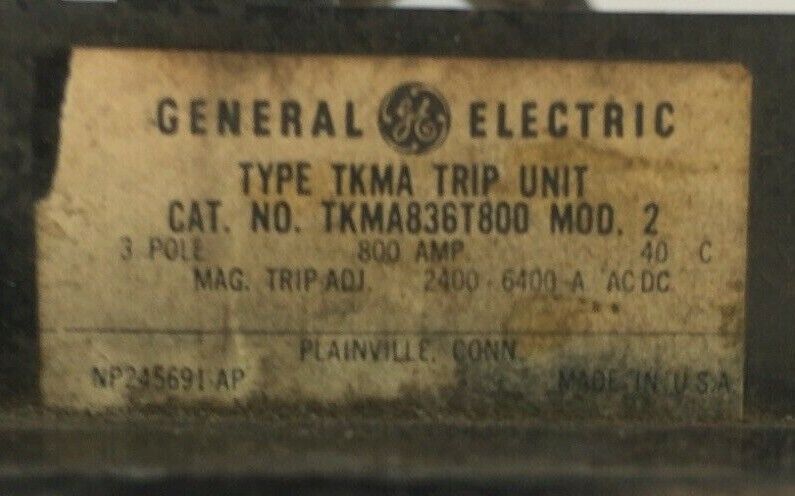 GENERAL GE ELECTRIC
TYPE TKMA TRIP UNIT
CAT. NO. TKMA836T800 MOD. 2
3 POLE 800 AMP 40 C
MAG. TRIP ADJ. 2400-6400-A AC DC
PLAINVILLE, CONN.
NP245691-AP MADE IN U.S.A.